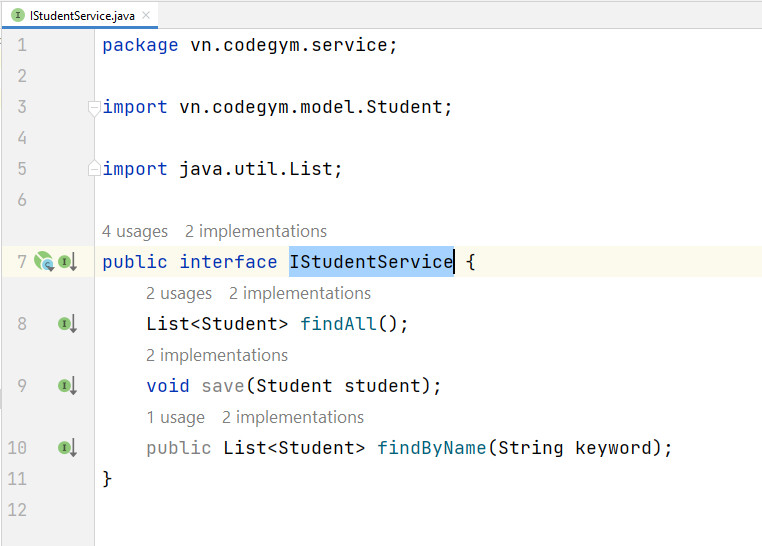 IStudentService.java
1 package vn.codegym.service;
2
3 import vn.codegym.model.Student;
4
5 import java.util.List;
6
4 usages 2 implementations
7 public interface IStudentService {
2 usages 2 implementations
8 List<Student> findAll();
2 implementations
9 void save(Student student);
1 usage 2 implementations
10 public List<Student> findByName(String keyword);
11 }
12